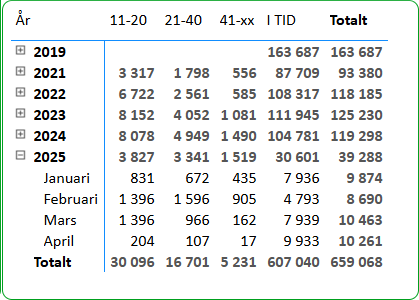 År 11-20 21-40 41-xx I TID Totalt
2019 163 687 163 687
2021 3 317 1 798 556 87 709 93 380
2022 6 722 2 561 585 108 317 118 185
2023 8 152 4 052 1 081 111 945 125 230
2024 8 078 4 949 1 490 104 781 119 298
2025 3 827 3 341 1 519 30 601 39 288
Januari 831 672 435 7 936 9 874
Februari 1 396 1 596 905 4 793 8 690
Mars 1 396 966 162 7 939 10 463
April 204 107 17 9 933 10 261
Totalt 30 096 16 701 5 231 607 040 659 068